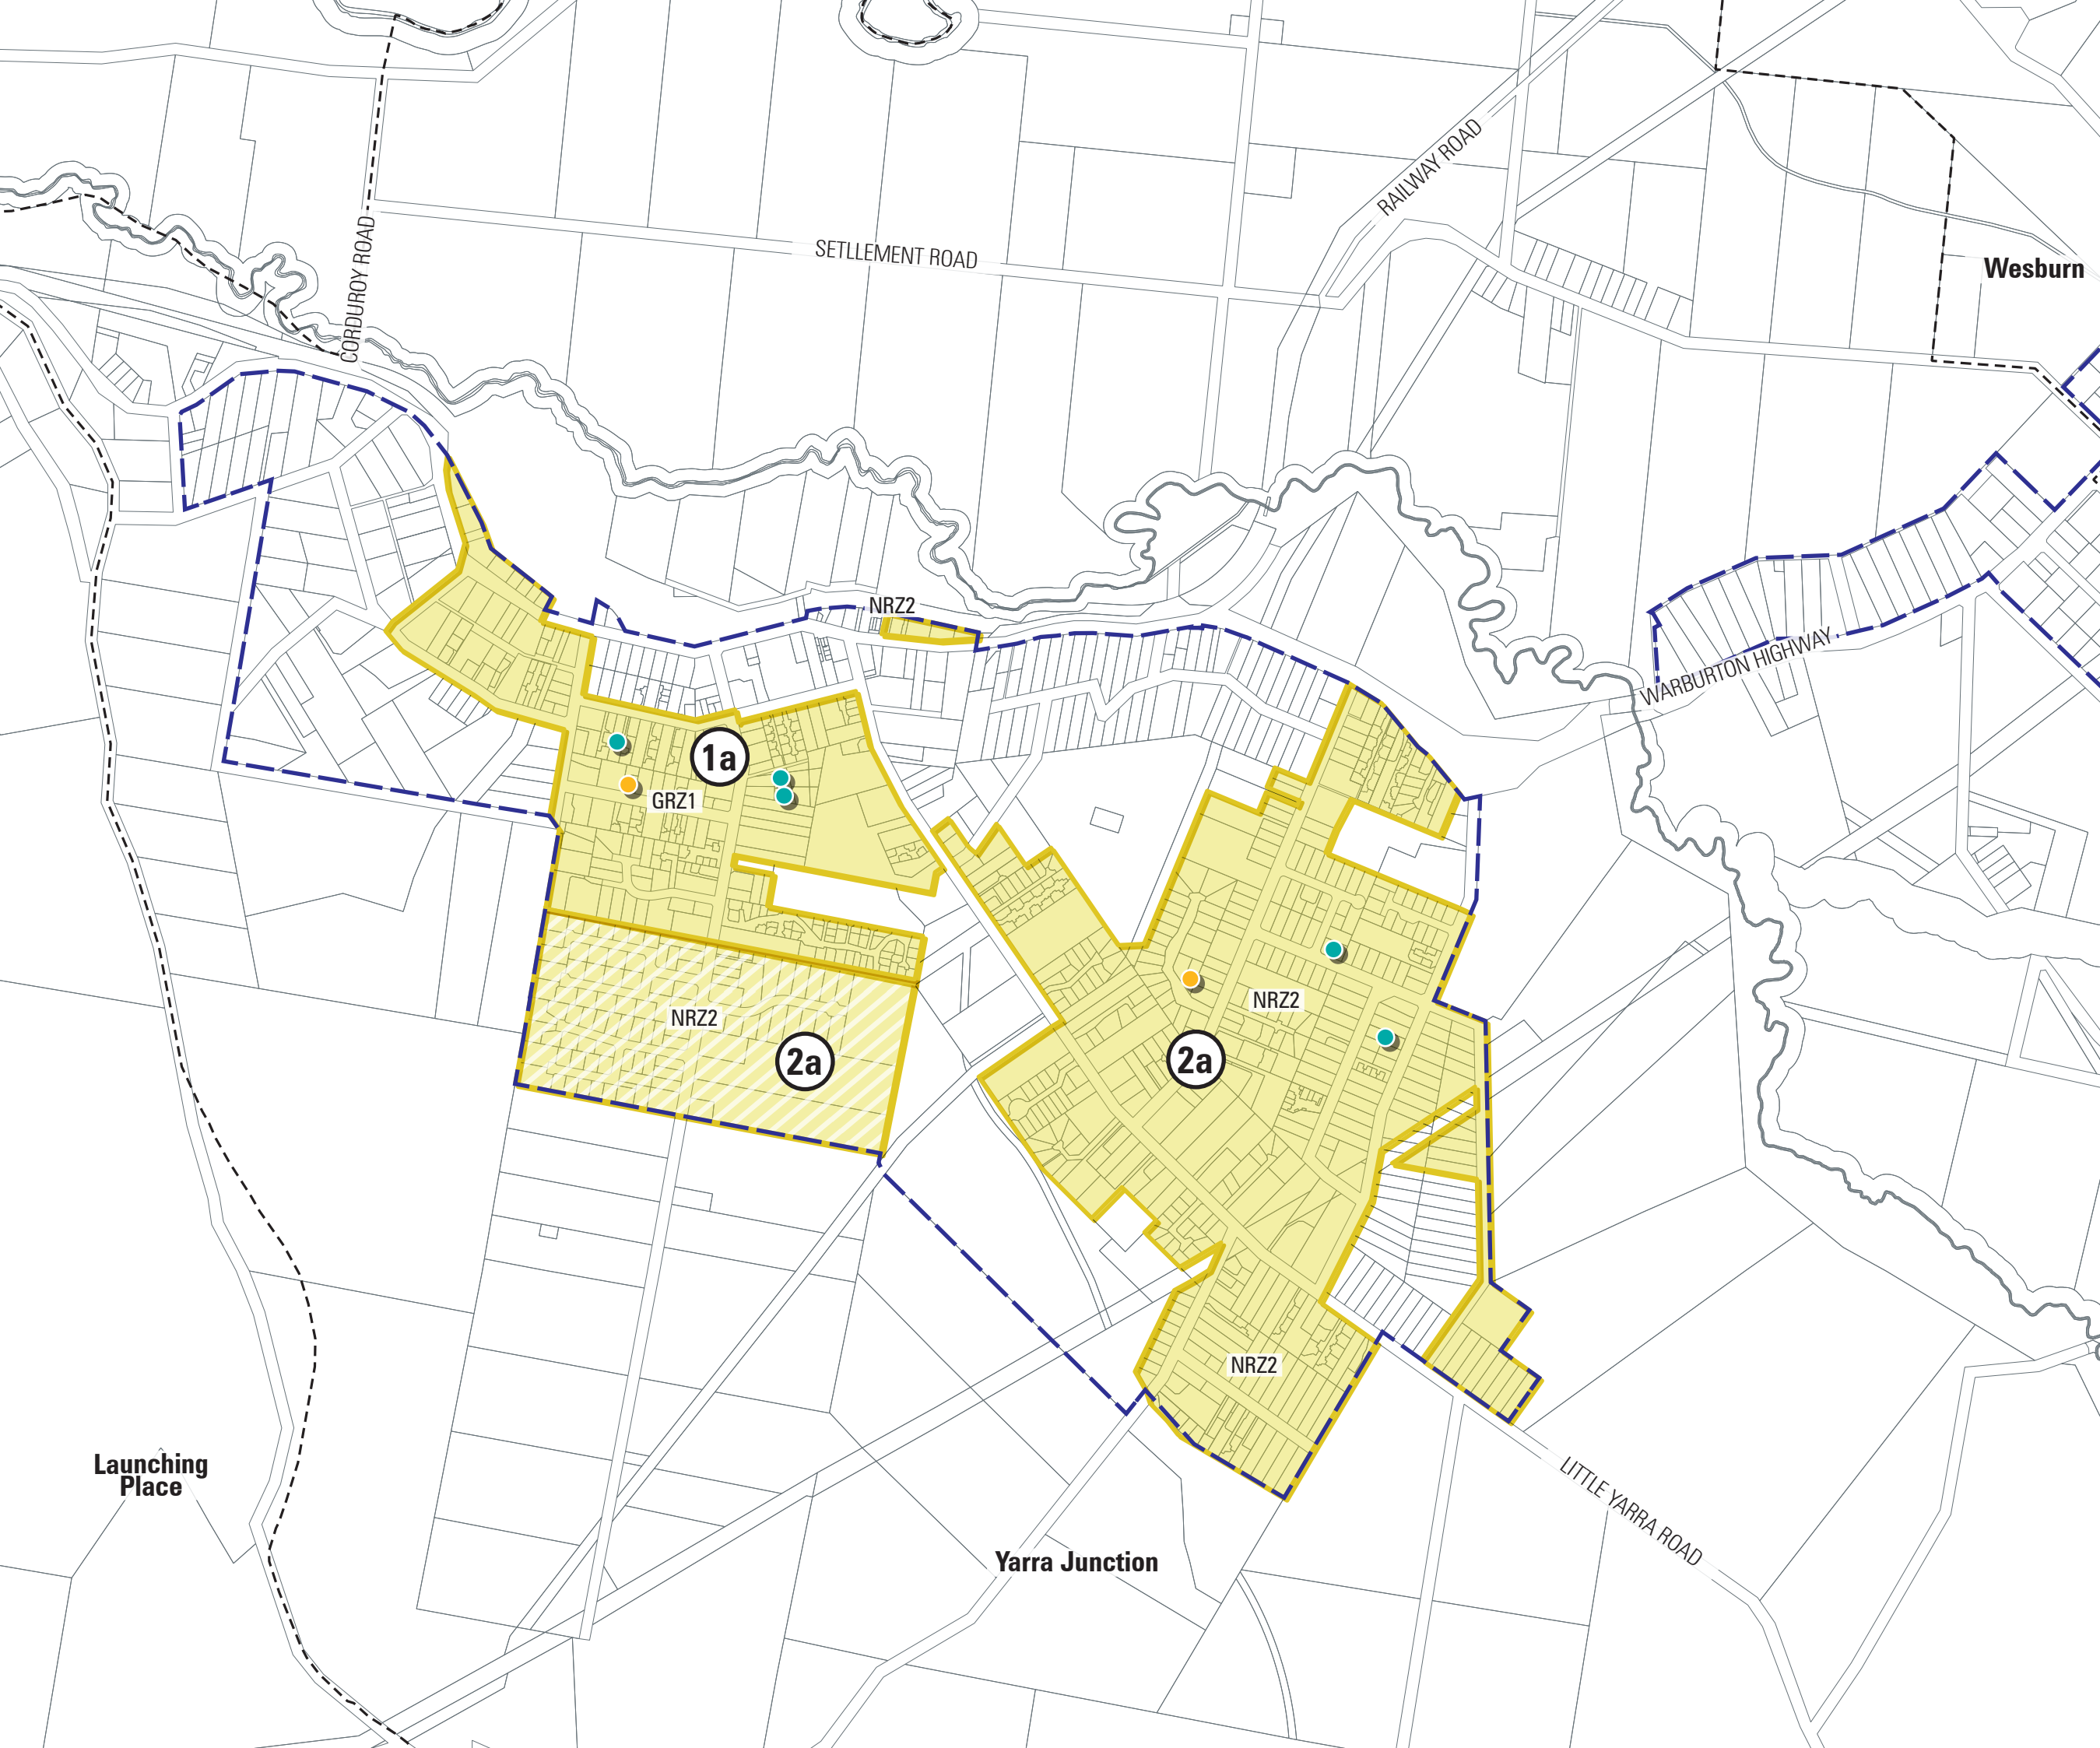 RAILWAY ROAD
SETLLEMENT ROAD
CORDUROY ROAD
Wesburn
NRZ2
WARBURTON HIGHWAY
1a
GRZ1
NRZ2
NRZ2
2a
2a
NRZ2
Launching
Place
LITTLE YARRA ROAD
Yarra Junction